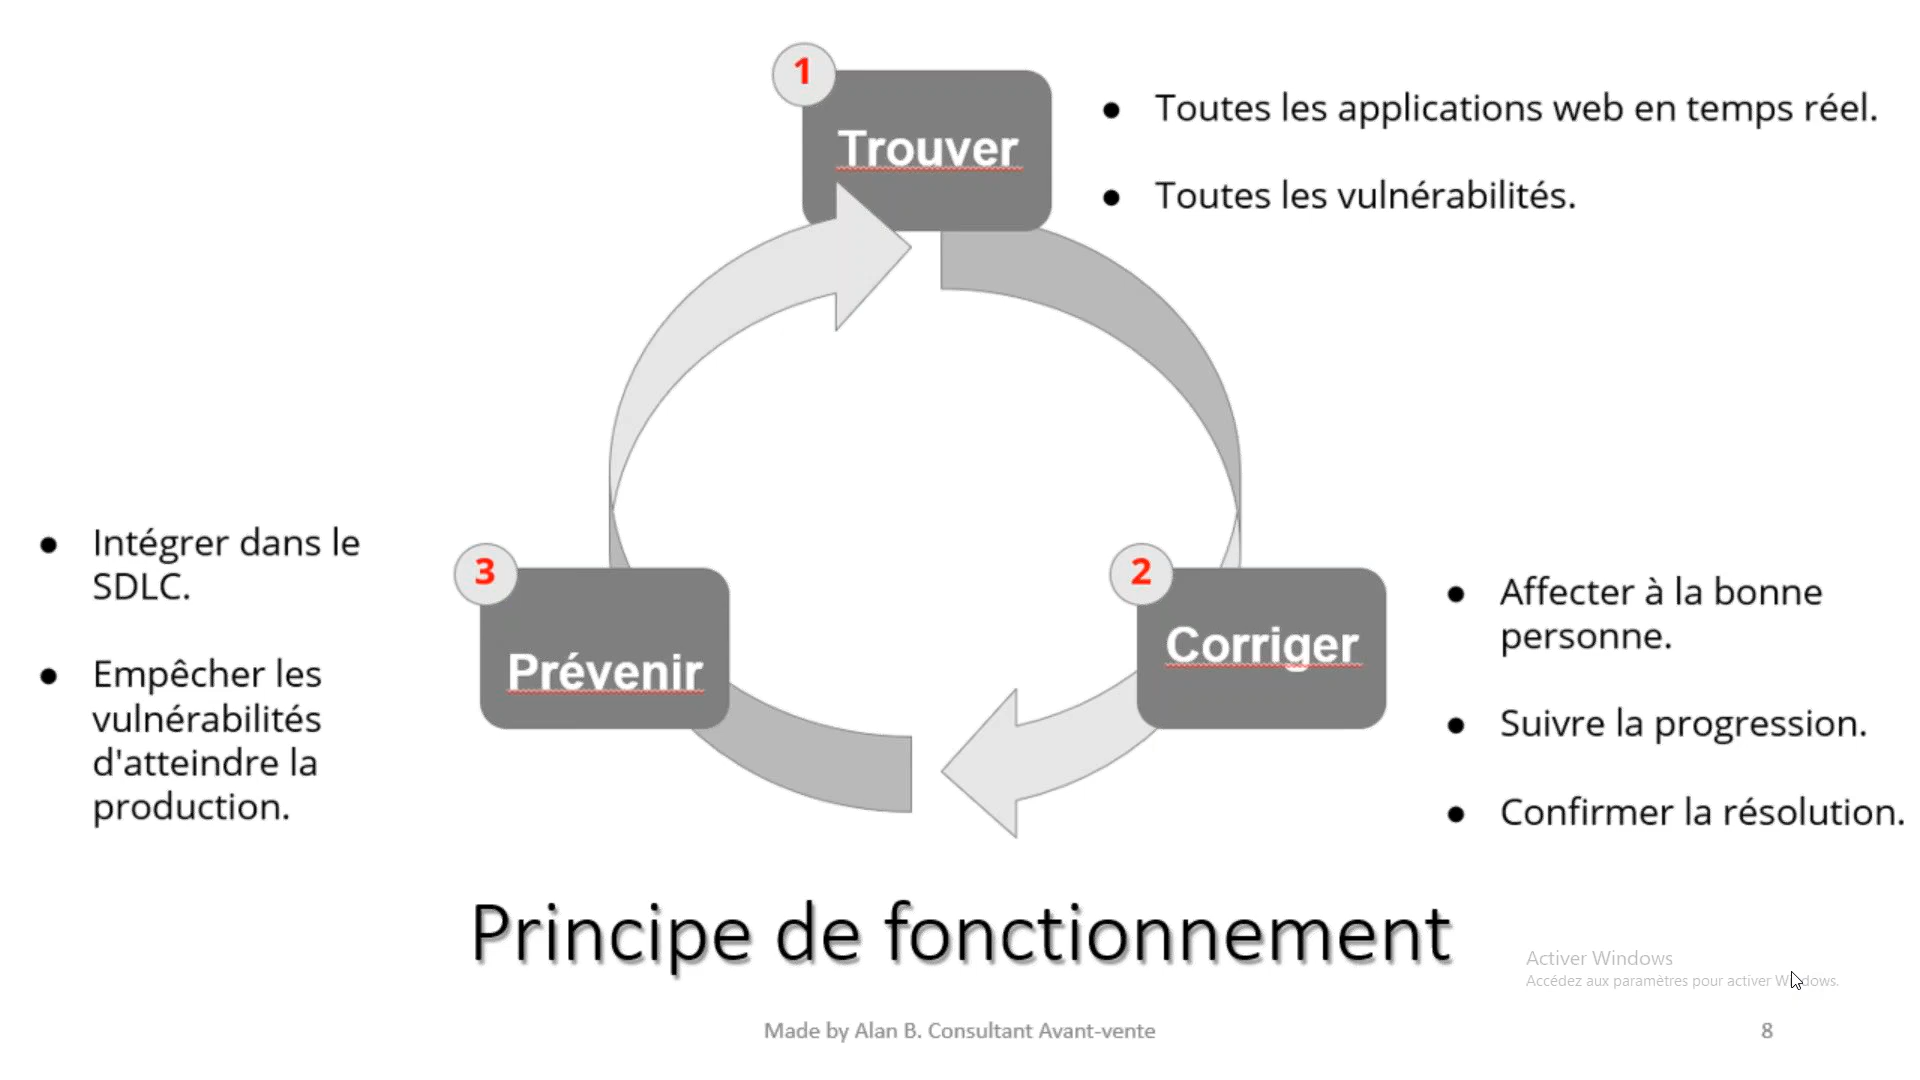 1
Trouver
● Toutes les applications web en temps réel.
● Toutes les vulnérabilités.
2
Corriger
● Affecter à la bonne
personne.
● Suivre la progression.
● Confirmer la résolution.
3
Prévenir
● Intégrer dans le
SDLC.
● Empêcher les
vulnérabilités
d'atteindre la
production.
Principe de fonctionnement
Activer Windows
Accédez aux paramètres pour activer Windows.
Made by Alan B. Consultant Avant-vente
8